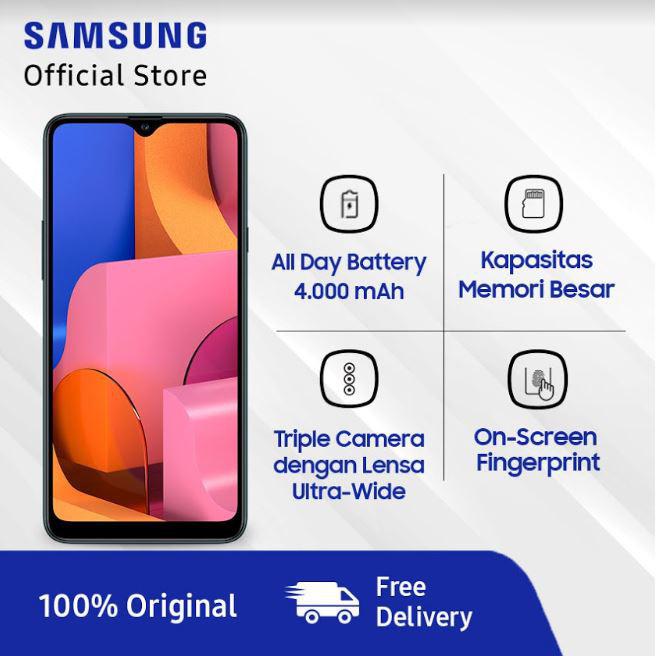 SAMSUNG
Official Store
All Day Battery
4.000 mAh
Kapasitas
Memori Besar
Triple Camera
dengan Lensa
Ultra-Wide
On-Screen
Fingerprint
100% Original
Free
Delivery